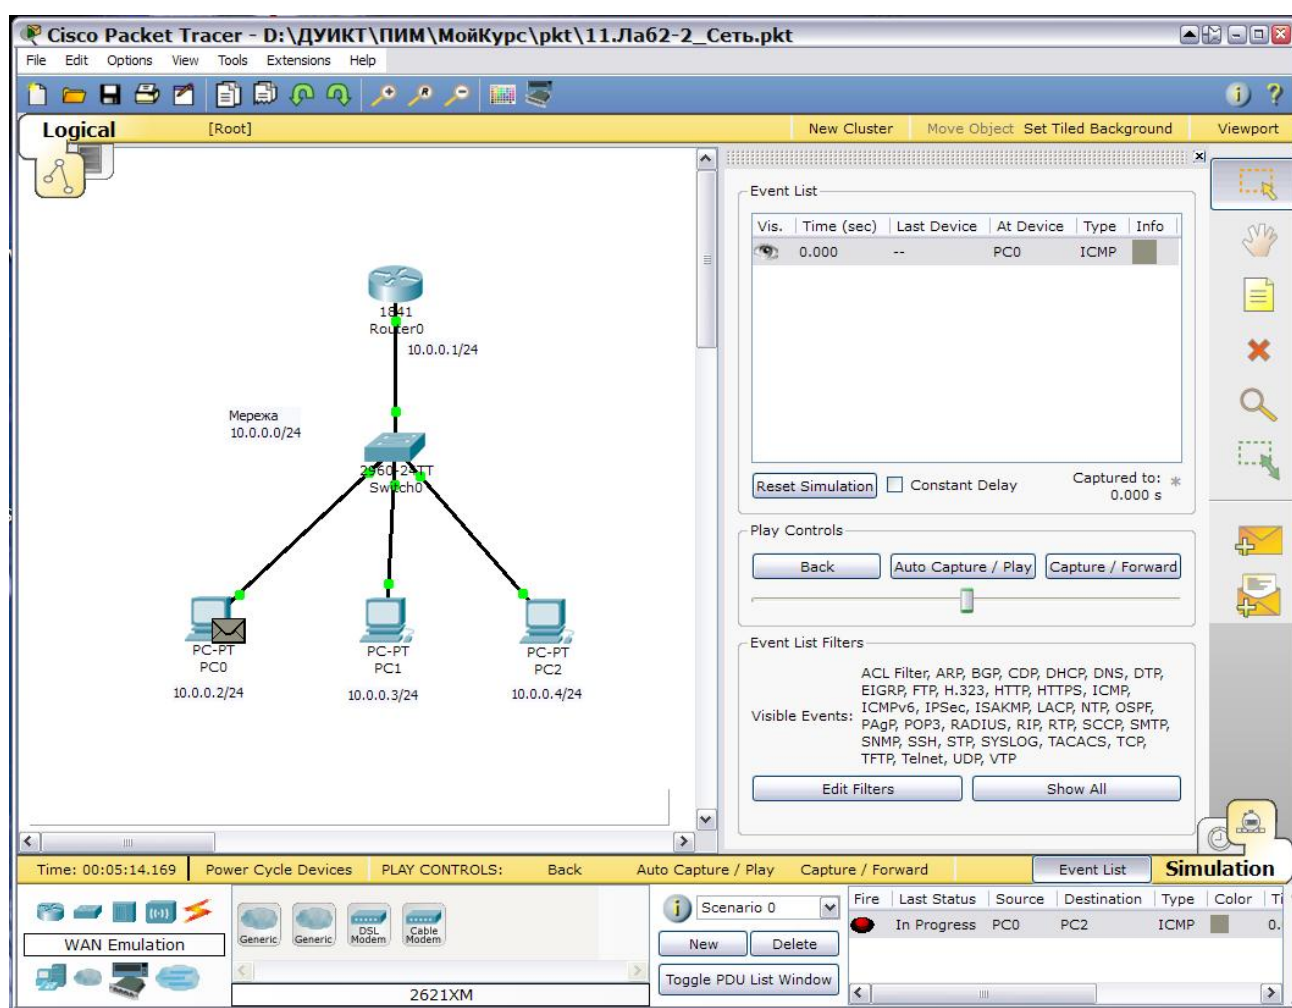 Cisco Packet Tracer - D:\ДУИКТ\ПИМ\МойКурс\pkt\11.Лаб2-2_Сеть.pkt
File Edit Options View Tools Extensions Help
Logical [Root] New Cluster Move Object Set Tiled Background Viewport
1841
Router0
10.0.0.1/24
Мережа
10.0.0.0/24
2960-24TT
Switch0
PC-PT
PC0
10.0.0.2/24
PC-PT
PC1
10.0.0.3/24
PC-PT
PC2
10.0.0.4/24
Event List
Vis. Time (sec) Last Device At Device Type Info
0.000 -- PC0 ICMP
Reset Simulation Constant Delay Captured to: *
0.000 s
Play Controls
Back Auto Capture / Play Capture / Forward
Event List Filters
Visible Events:
ACL Filter, ARP, BGP, CDP, DHCP, DNS, DTP,
EIGRP, FTP, H.323, HTTP, HTTPS, ICMP,
ICMPv6, IPSec, ISAKMP, LACP, NTP, OSPF,
PAgP, POP3, RADIUS, RIP, RTP, SCCP, SMTP,
SNMP, SSH, STP, SYSLOG, TACACS, TCP,
TFTP, Telnet, UDP, VTP
Edit Filters Show All
Time: 00:05:14.169 Power Cycle Devices PLAY CONTROLS: Back Auto Capture / Play Capture / Forward Event List Simulation
WAN Emulation
Generic
Generic
DSL
Modem
Cable
Modem
2621XM
Scenario 0
New Delete
Toggle PDU List Window
Fire Last Status Source Destination Type Color Ti
In Progress PC0 PC2 ICMP 0.